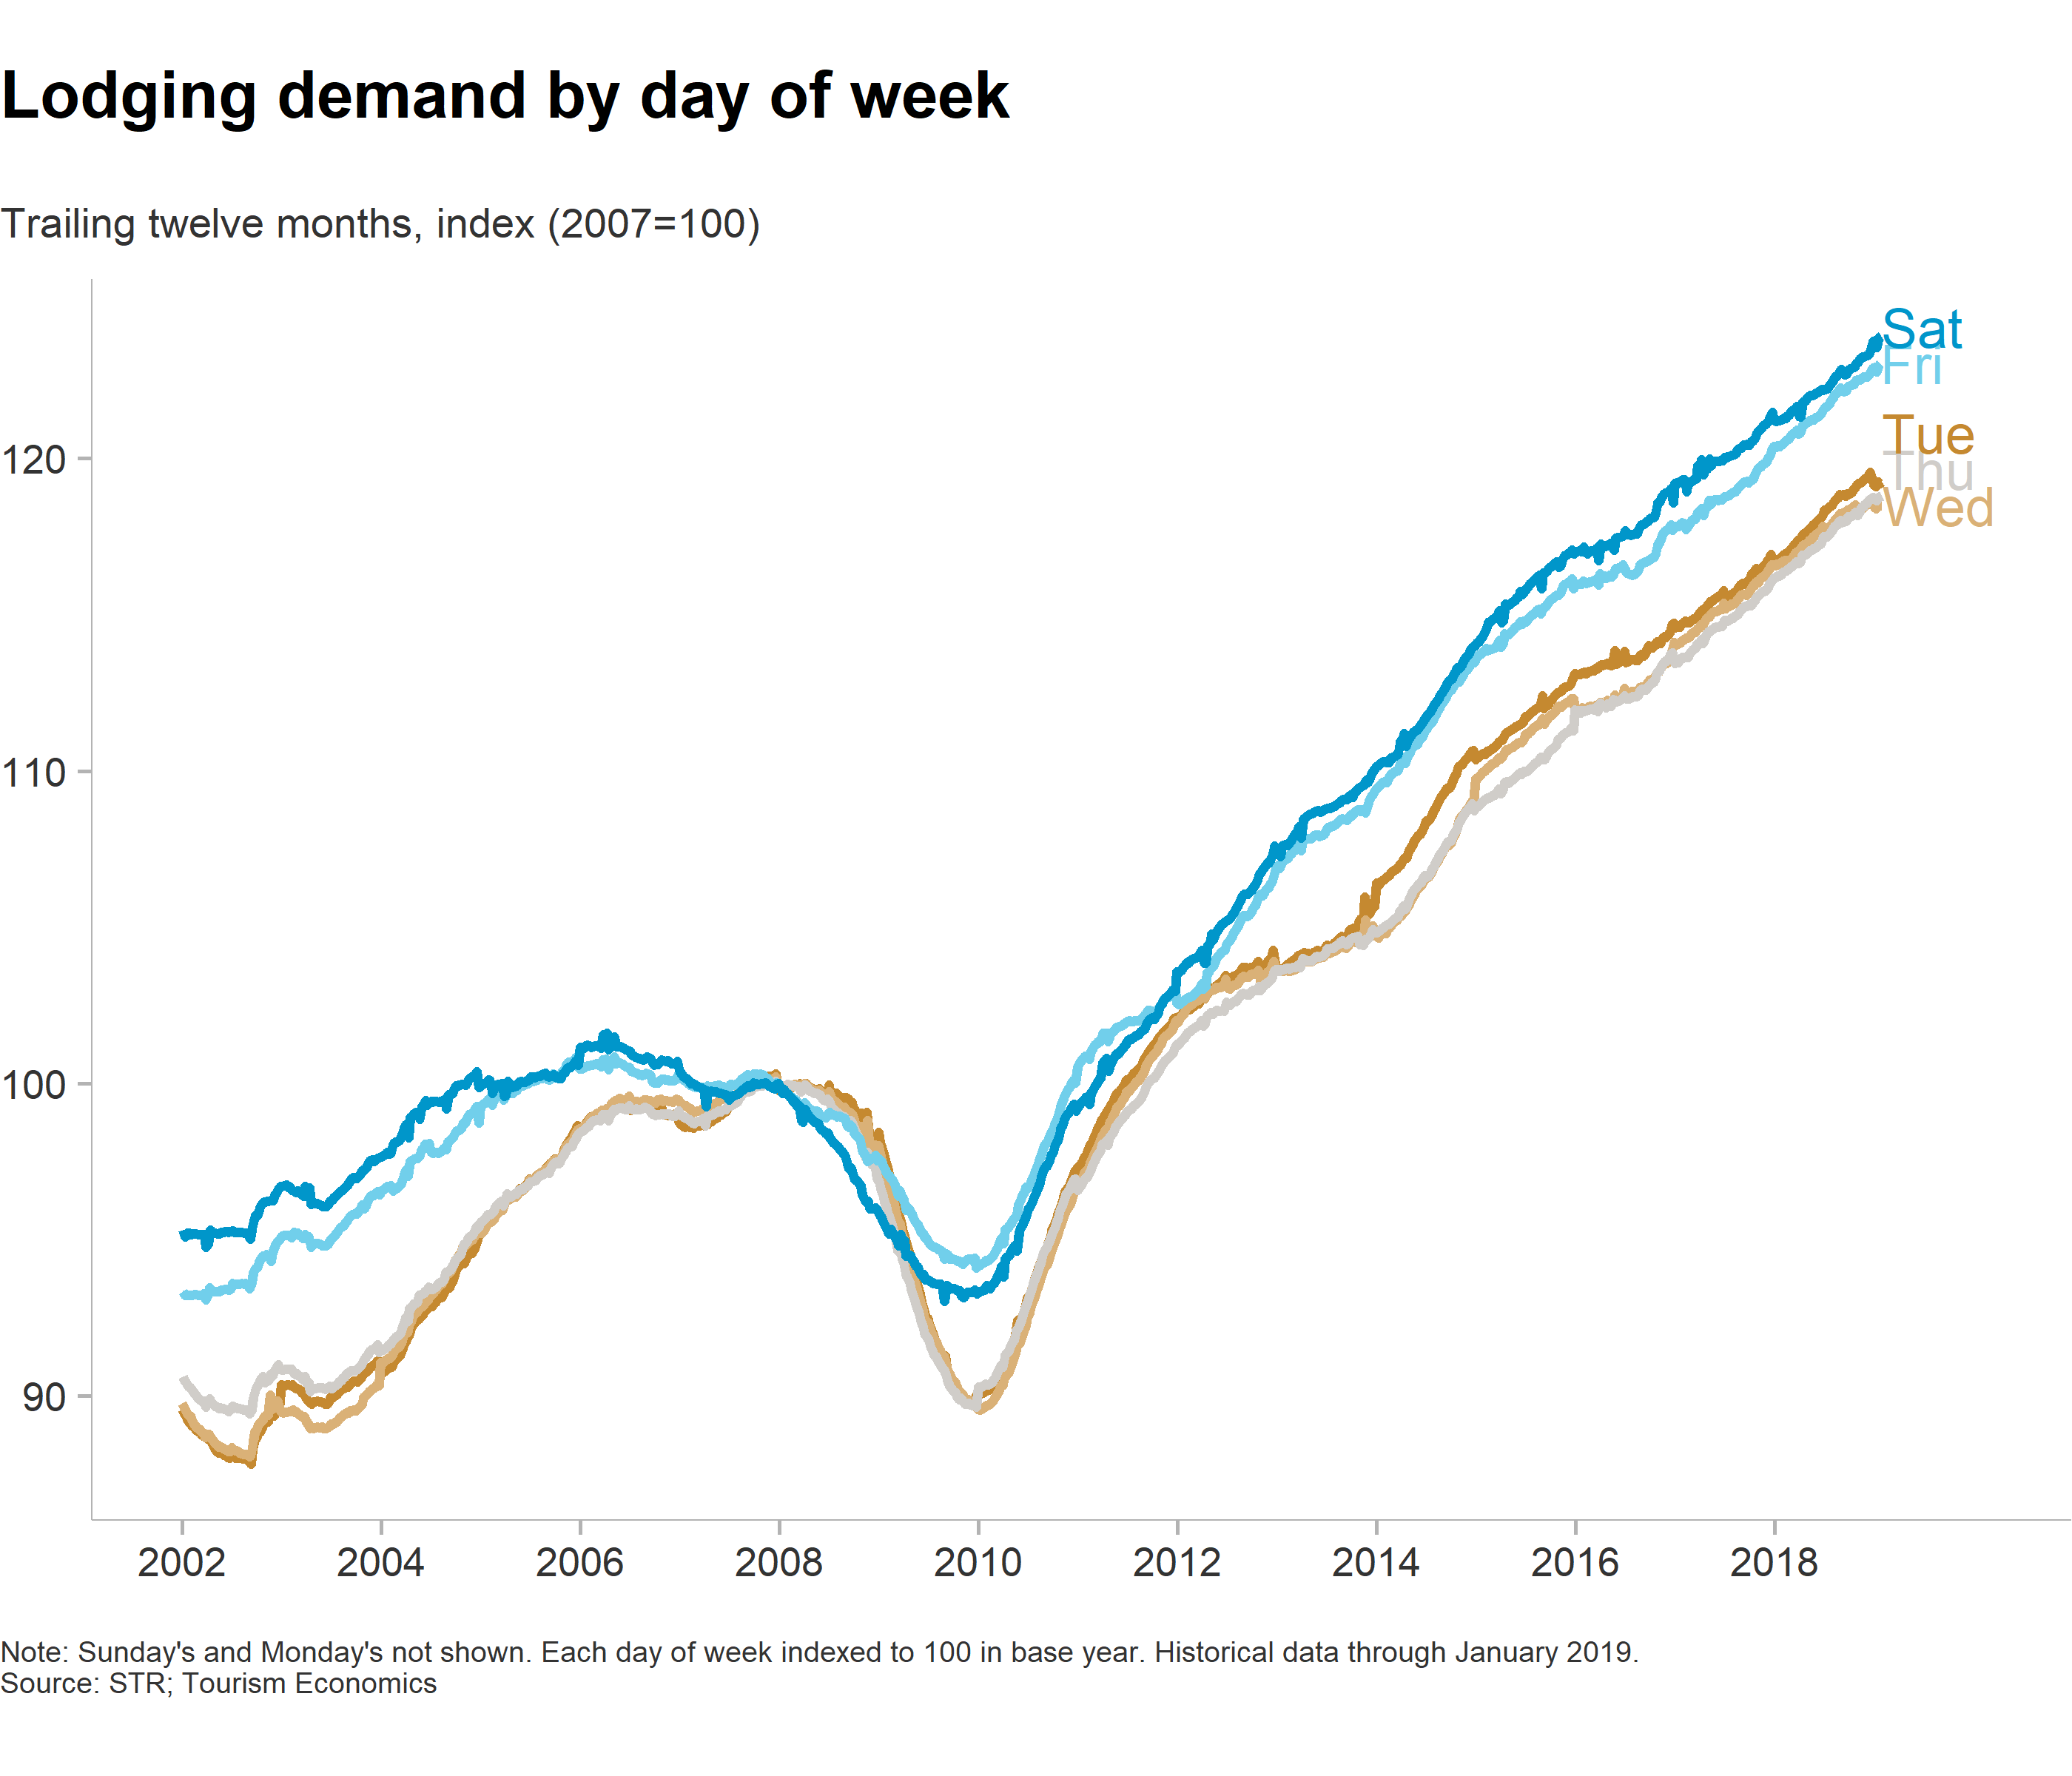 Lodging demand by day of week
Trailing twelve months, index (2007=100)
Sat
Fri
Tue
Thu
Wed
120
110
100
90
2002 2004 2006 2008 2010 2012 2014 2016 2018
Note: Sunday's and Monday's not shown. Each day of week indexed to 100 in base year. Historical data through January 2019.
Source: STR; Tourism Economics